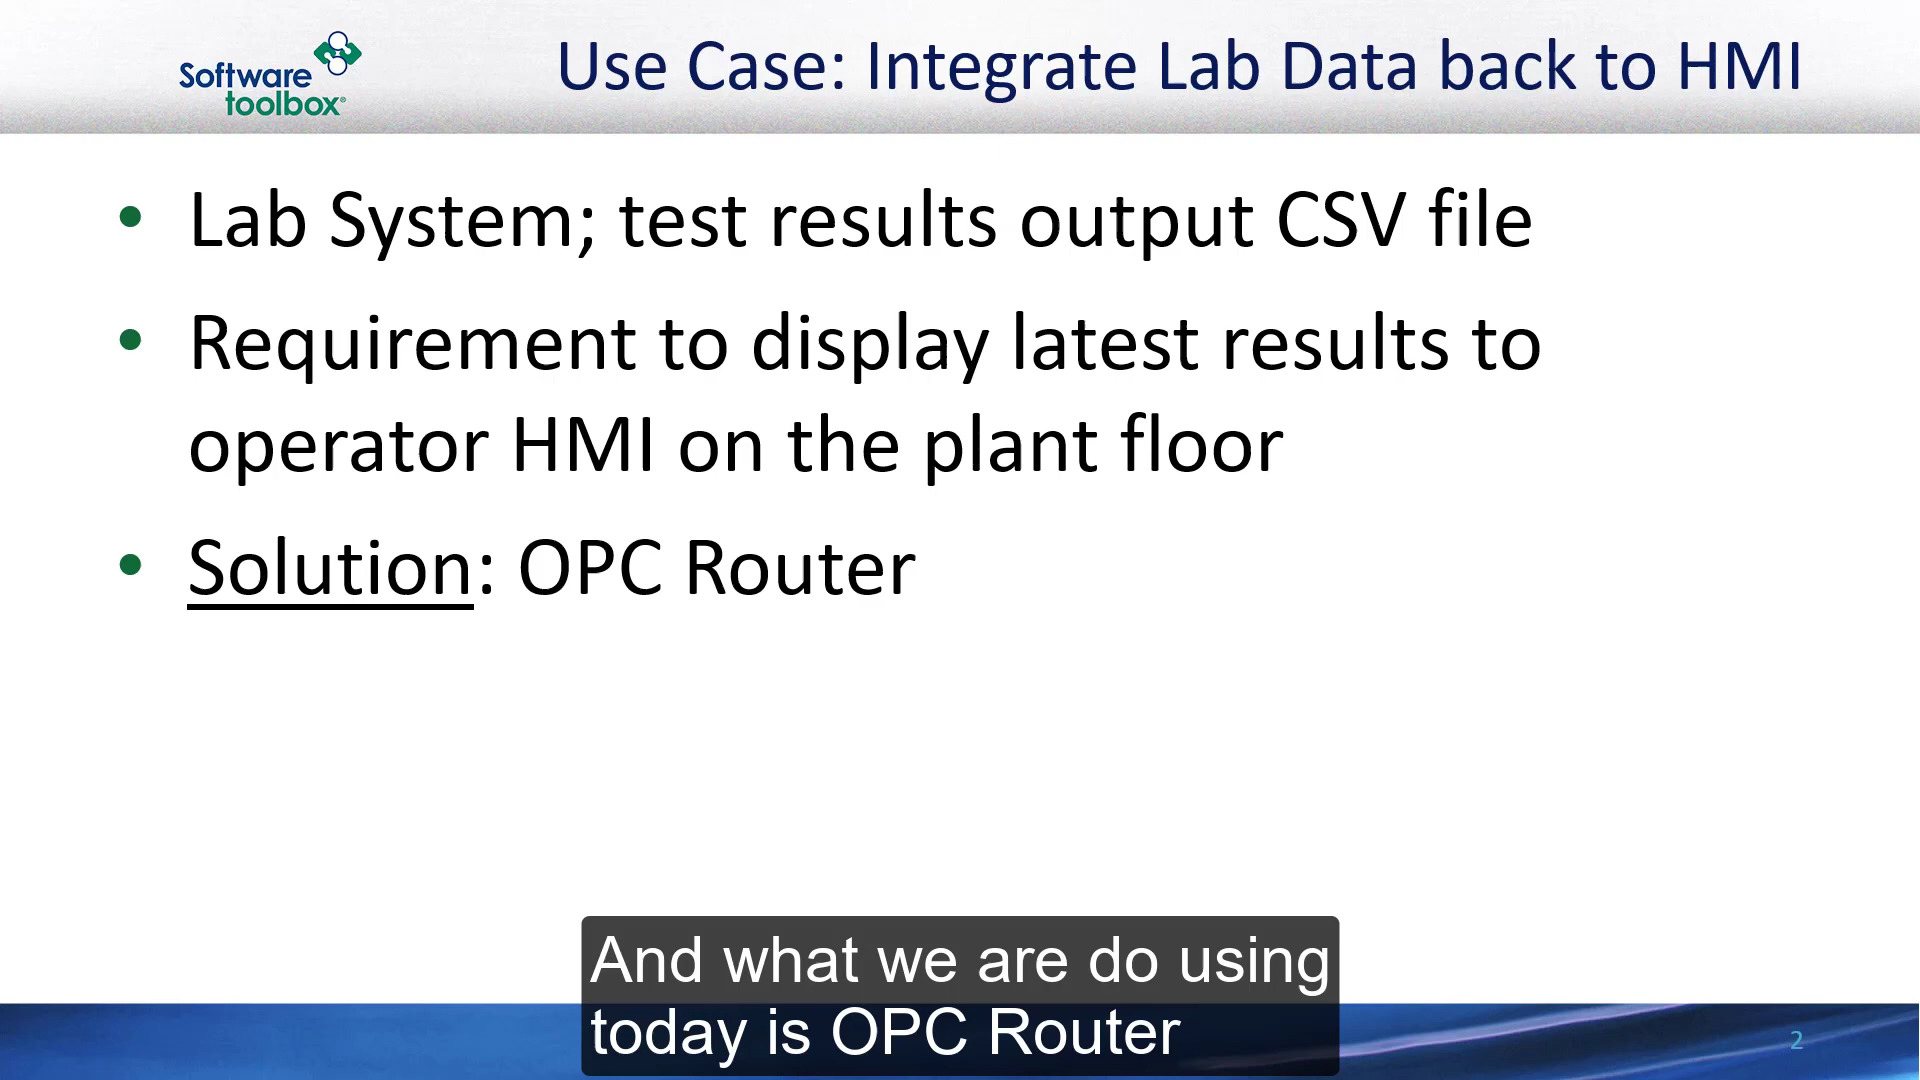 Software
toolbox®
Use Case: Integrate Lab Data back to HMI
• Lab System; test results output CSV file
• Requirement to display latest results to
operator HMI on the plant floor
• Solution: OPC Router
And what we are do using
today is OPC Router
2